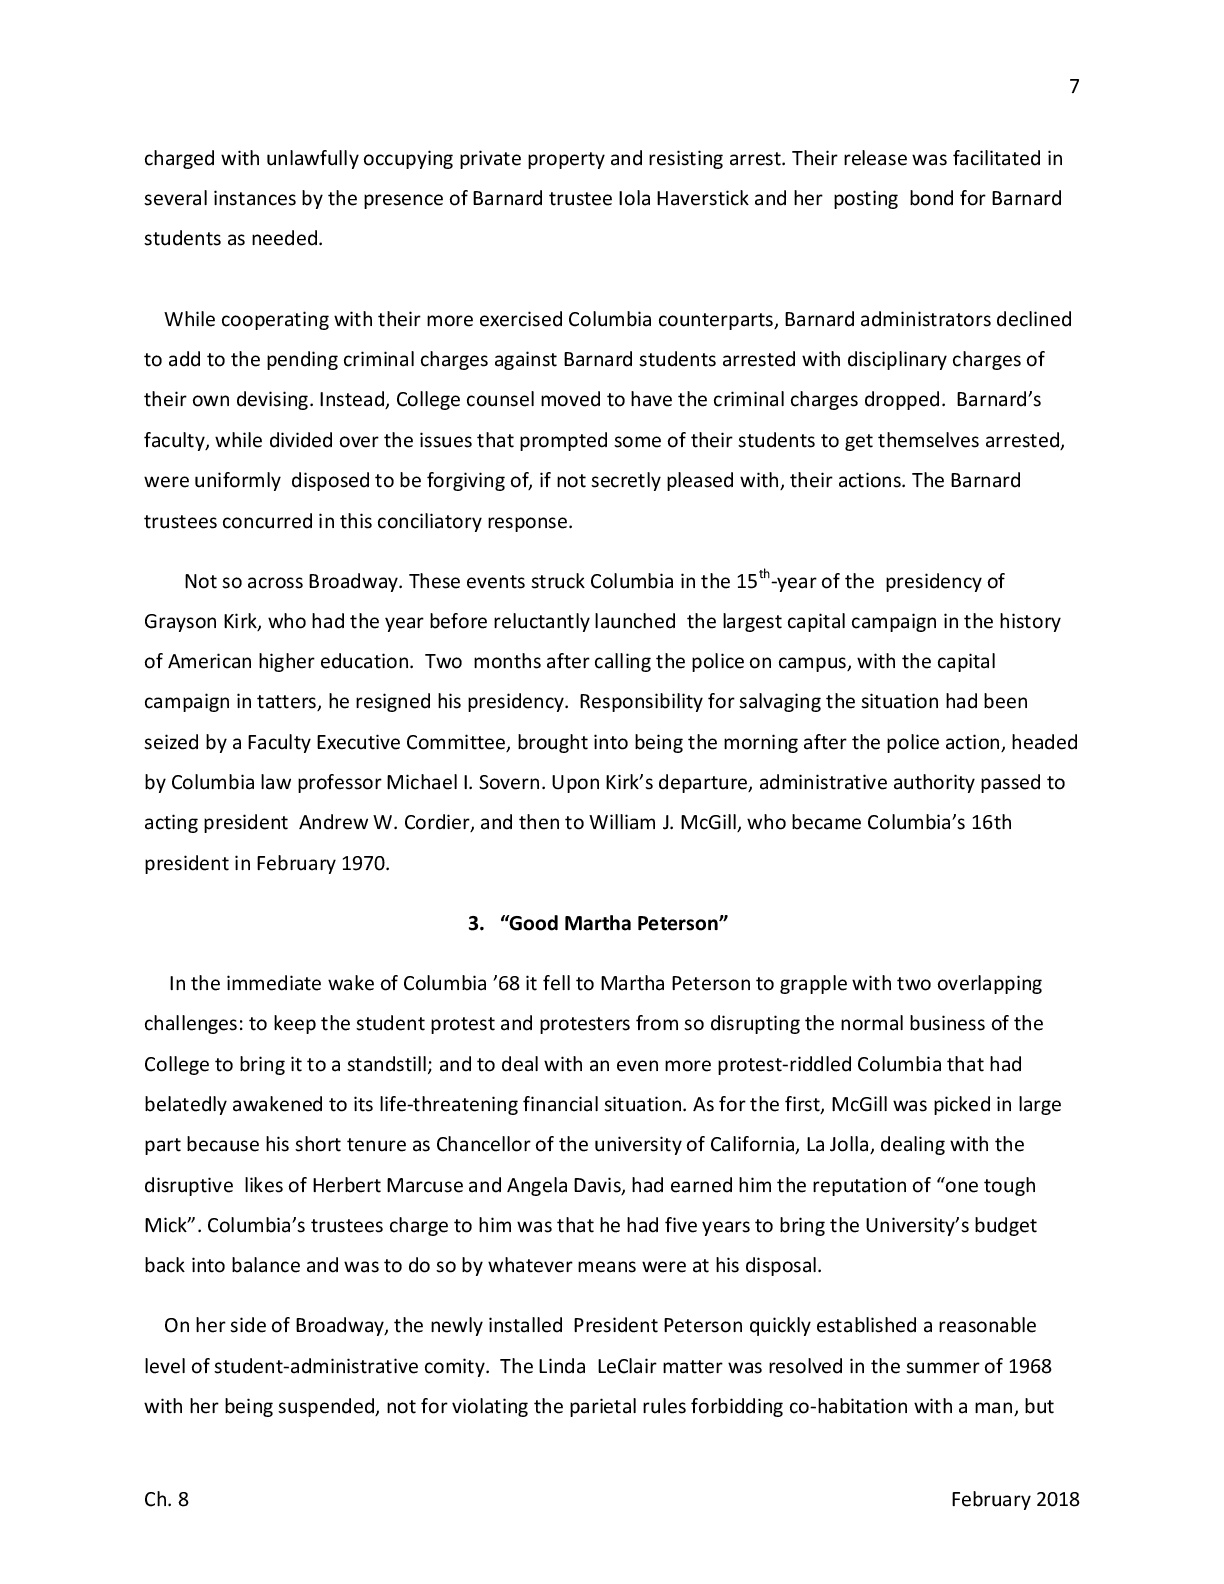 7
charged with unlawfully occupying private property and resisting arrest. Their release was facilitated in
several instances by the presence of Barnard trustee Iola Haverstick and her  posting  bond for Barnard
students as needed.
While cooperating with their more exercised Columbia counterparts, Barnard administrators declined
to add to the pending criminal charges against Barnard students arrested with disciplinary charges of
their own devising. Instead, College counsel moved to have the criminal charges dropped.  Barnard’s
faculty, while divided over the issues that prompted some of their students to get themselves arrested,
were uniformly  disposed to be forgiving of, if not secretly pleased with, their actions. The Barnard
trustees concurred in this conciliatory response.
Not so across Broadway. These events struck Columbia in the 15th-year of the  presidency of
Grayson Kirk, who had the year before reluctantly launched  the largest capital campaign in the history
of American higher education.  Two  months after calling the police on campus, with the capital
campaign in tatters, he resigned his presidency.  Responsibility for salvaging the situation had been
seized by a Faculty Executive Committee, brought into being the morning after the police action, headed
by Columbia law professor Michael I. Sovern. Upon Kirk’s departure, administrative authority passed to
acting president  Andrew W. Cordier, and then to William J. McGill, who became Columbia’s 16th
president in February 1970.
3.   “Good Martha Peterson”
In the immediate wake of Columbia ’68 it fell to Martha Peterson to grapple with two overlapping
challenges: to keep the student protest and protesters from so disrupting the normal business of the
College to bring it to a standstill; and to deal with an even more protest-riddled Columbia that had
belatedly awakened to its life-threatening financial situation. As for the first, McGill was picked in large
part because his short tenure as Chancellor of the university of California, La Jolla, dealing with the
disruptive  likes of Herbert Marcuse and Angela Davis, had earned him the reputation of “one tough
Mick”. Columbia’s trustees charge to him was that he had five years to bring the University’s budget
back into balance and was to do so by whatever means were at his disposal.
On her side of Broadway, the newly installed  President Peterson quickly established a reasonable
level of student-administrative comity.  The Linda  LeClair matter was resolved in the summer of 1968
with her being suspended, not for violating the parietal rules forbidding co-habitation with a man, but
Ch. 8
February 2018